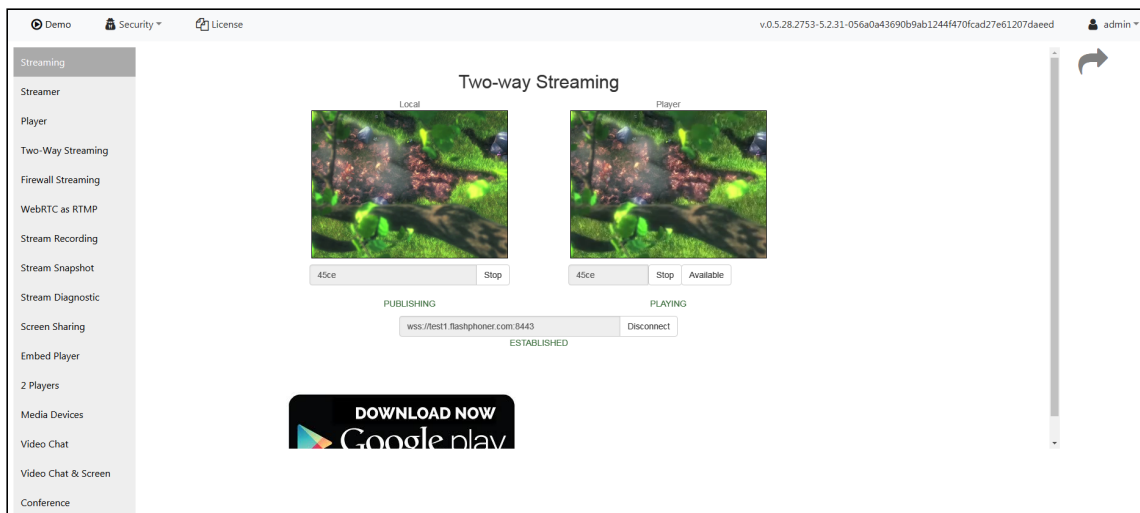 Demo Security License v.0.5.28.2753-5.2.31-056a0a43690b9ab1244f470fcad27e61207daeed admin
Streaming
Streamer
Player
Two-Way Streaming
Firewall Streaming
WebRTC as RTMP
Stream Recording
Stream Snapshot
Stream Diagnostic
Screen Sharing
Embed Player
2 Players
Media Devices
Video Chat
Video Chat & Screen
Conference
Two-way Streaming
Local Player
45ce Stop 45ce Stop Available
PUBLISHING PLAYING
wss://test1.flashphoner.com:8443 Disconnect
ESTABLISHED
DOWNLOAD NOW
Google play